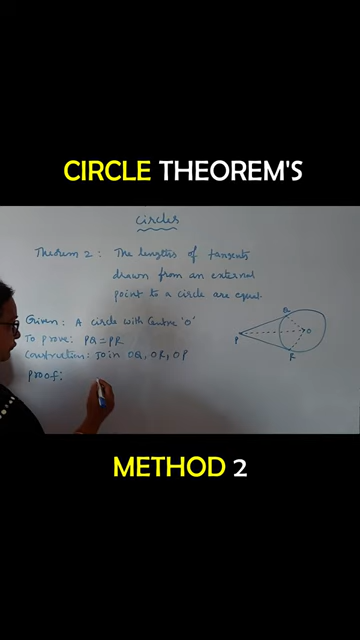 CIRCLE THEOREM'S
Circles
Theorem 2: The lengths of tangents
drawn from an external
point to a circle are equal.
Given: A circle with Centre 'O'
To prove: PQ = PR
Construction: Join OQ, OR, OP
Proof:
Q
O
P
R
METHOD 2